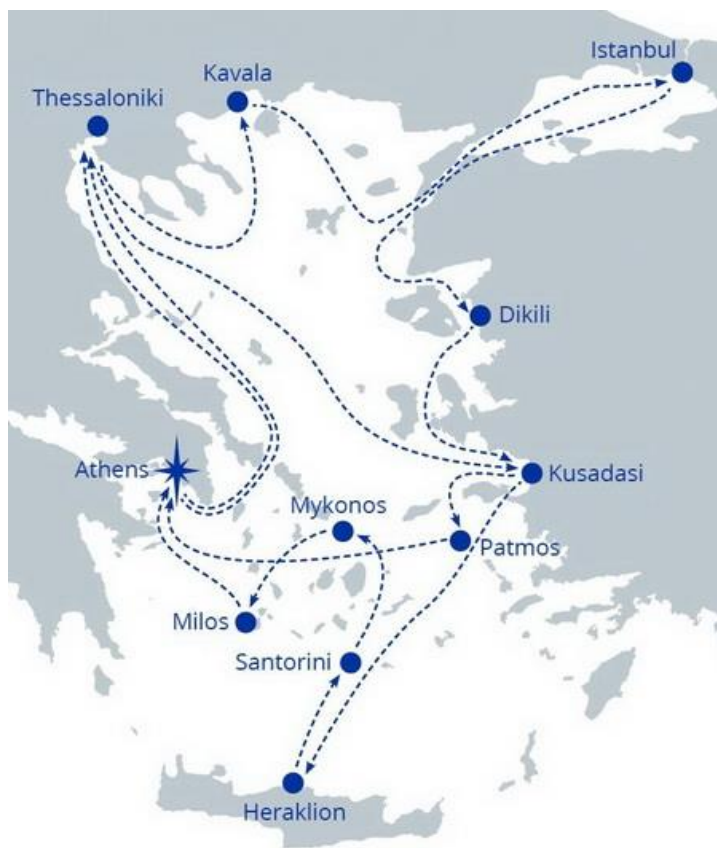 Istanbul
Kavala
Thessaloniki
Dikili
Athens
Kusadasi
Mykonos
Patmos
Milos
Santorini
Heraklion